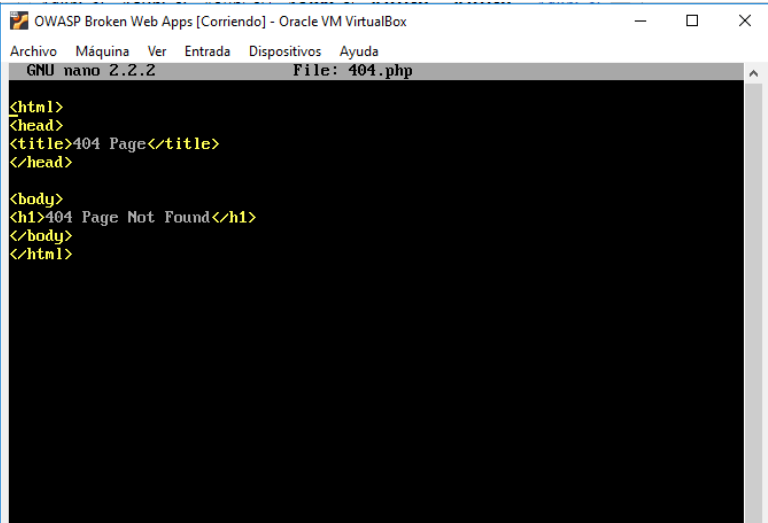 OWASP Broken Web Apps [Corriendo] - Oracle VM VirtualBox
Archivo Máquina Ver Entrada Dispositivos Ayuda
GNU nano 2.2.2 File: 404.php
<html>
<head>
<title>404 Page</title>
</head>
<body>
<h1>404 Page Not Found</h1>
</body>
</html>